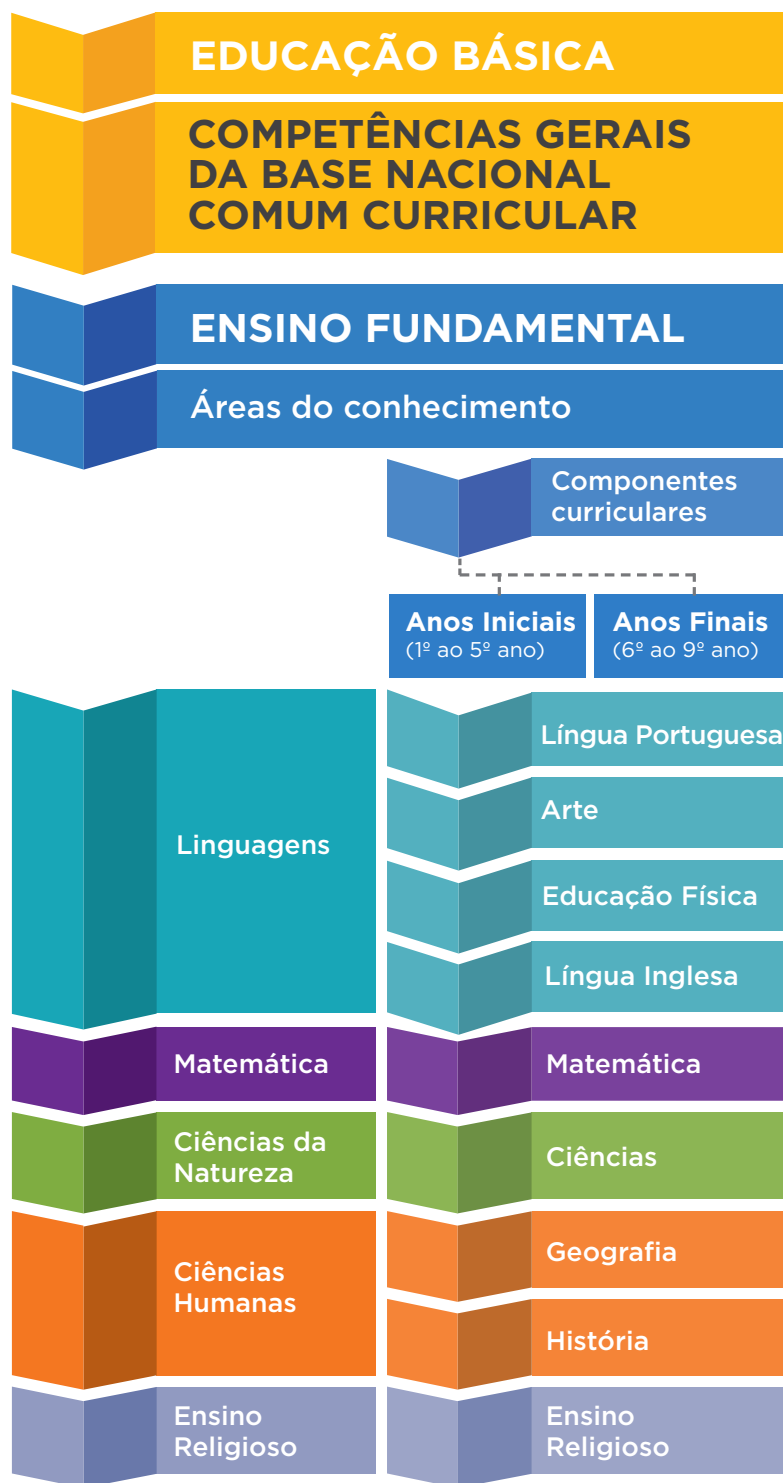 EDUCAÇÃO BÁSICA
COMPETÊNCIAS GERAIS
DA BASE NACIONAL
COMUM CURRICULAR
ENSINO FUNDAMENTAL
Áreas do conhecimento
Componentes
curriculares
Anos Iniciais
(1º ao 5º ano)
Anos Finais
(6º ao 9º ano)
Linguagens
Língua Portuguesa
Arte
Educação Física
Língua Inglesa
Matemática
Matemática
Ciências da
Natureza
Ciências
Ciências
Humanas
Geografia
História
Ensino
Religioso
Ensino
Religioso